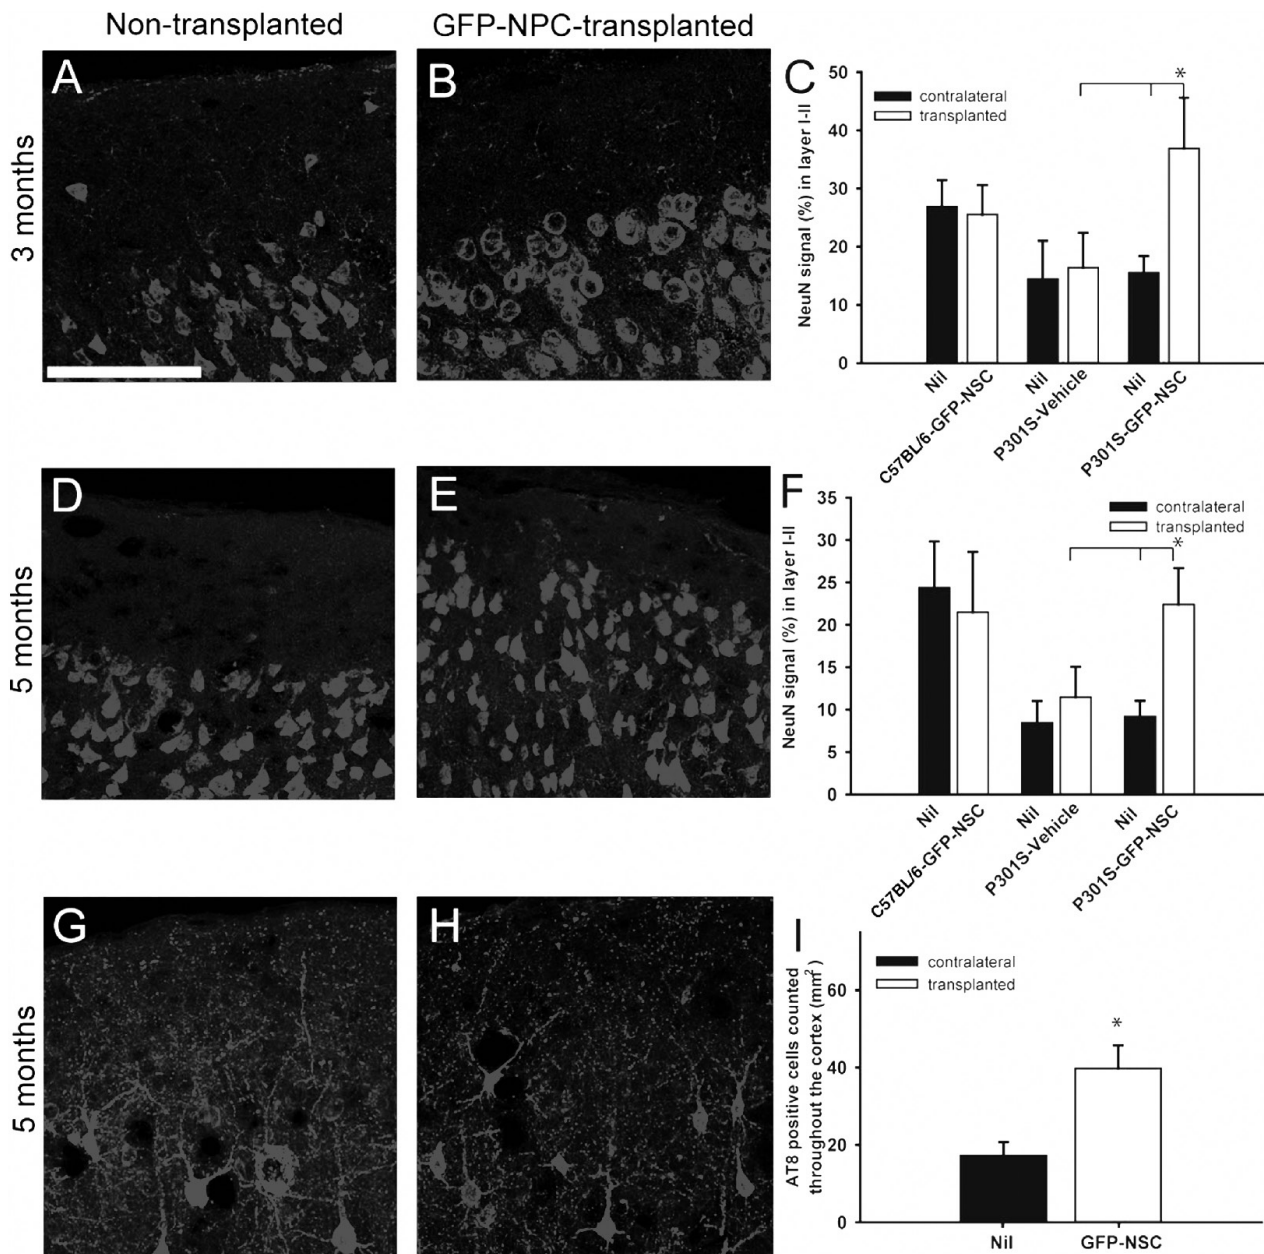 Non-transplanted
GFP-NPC-transplanted
3 months
A
B
C
contralateral
transplanted
*
NeuN signal (%) in layer I-II
50
40
30
20
10
0
Nil
C57BL/6-GFP-NSC
Nil
P301S-Vehicle
Nil
P301S-GFP-NSC
5 months
D
E
F
contralateral
transplanted
*
NeuN signal (%) in layer I-II
35
30
25
20
15
10
5
0
Nil
C57BL/6-GFP-NSC
Nil
P301S-Vehicle
Nil
P301S-GFP-NSC
5 months
G
H
I
contralateral
transplanted
*
AT8 positive cells counted
throughout the cortex (mm²)
60
40
20
0
Nil
GFP-NSC